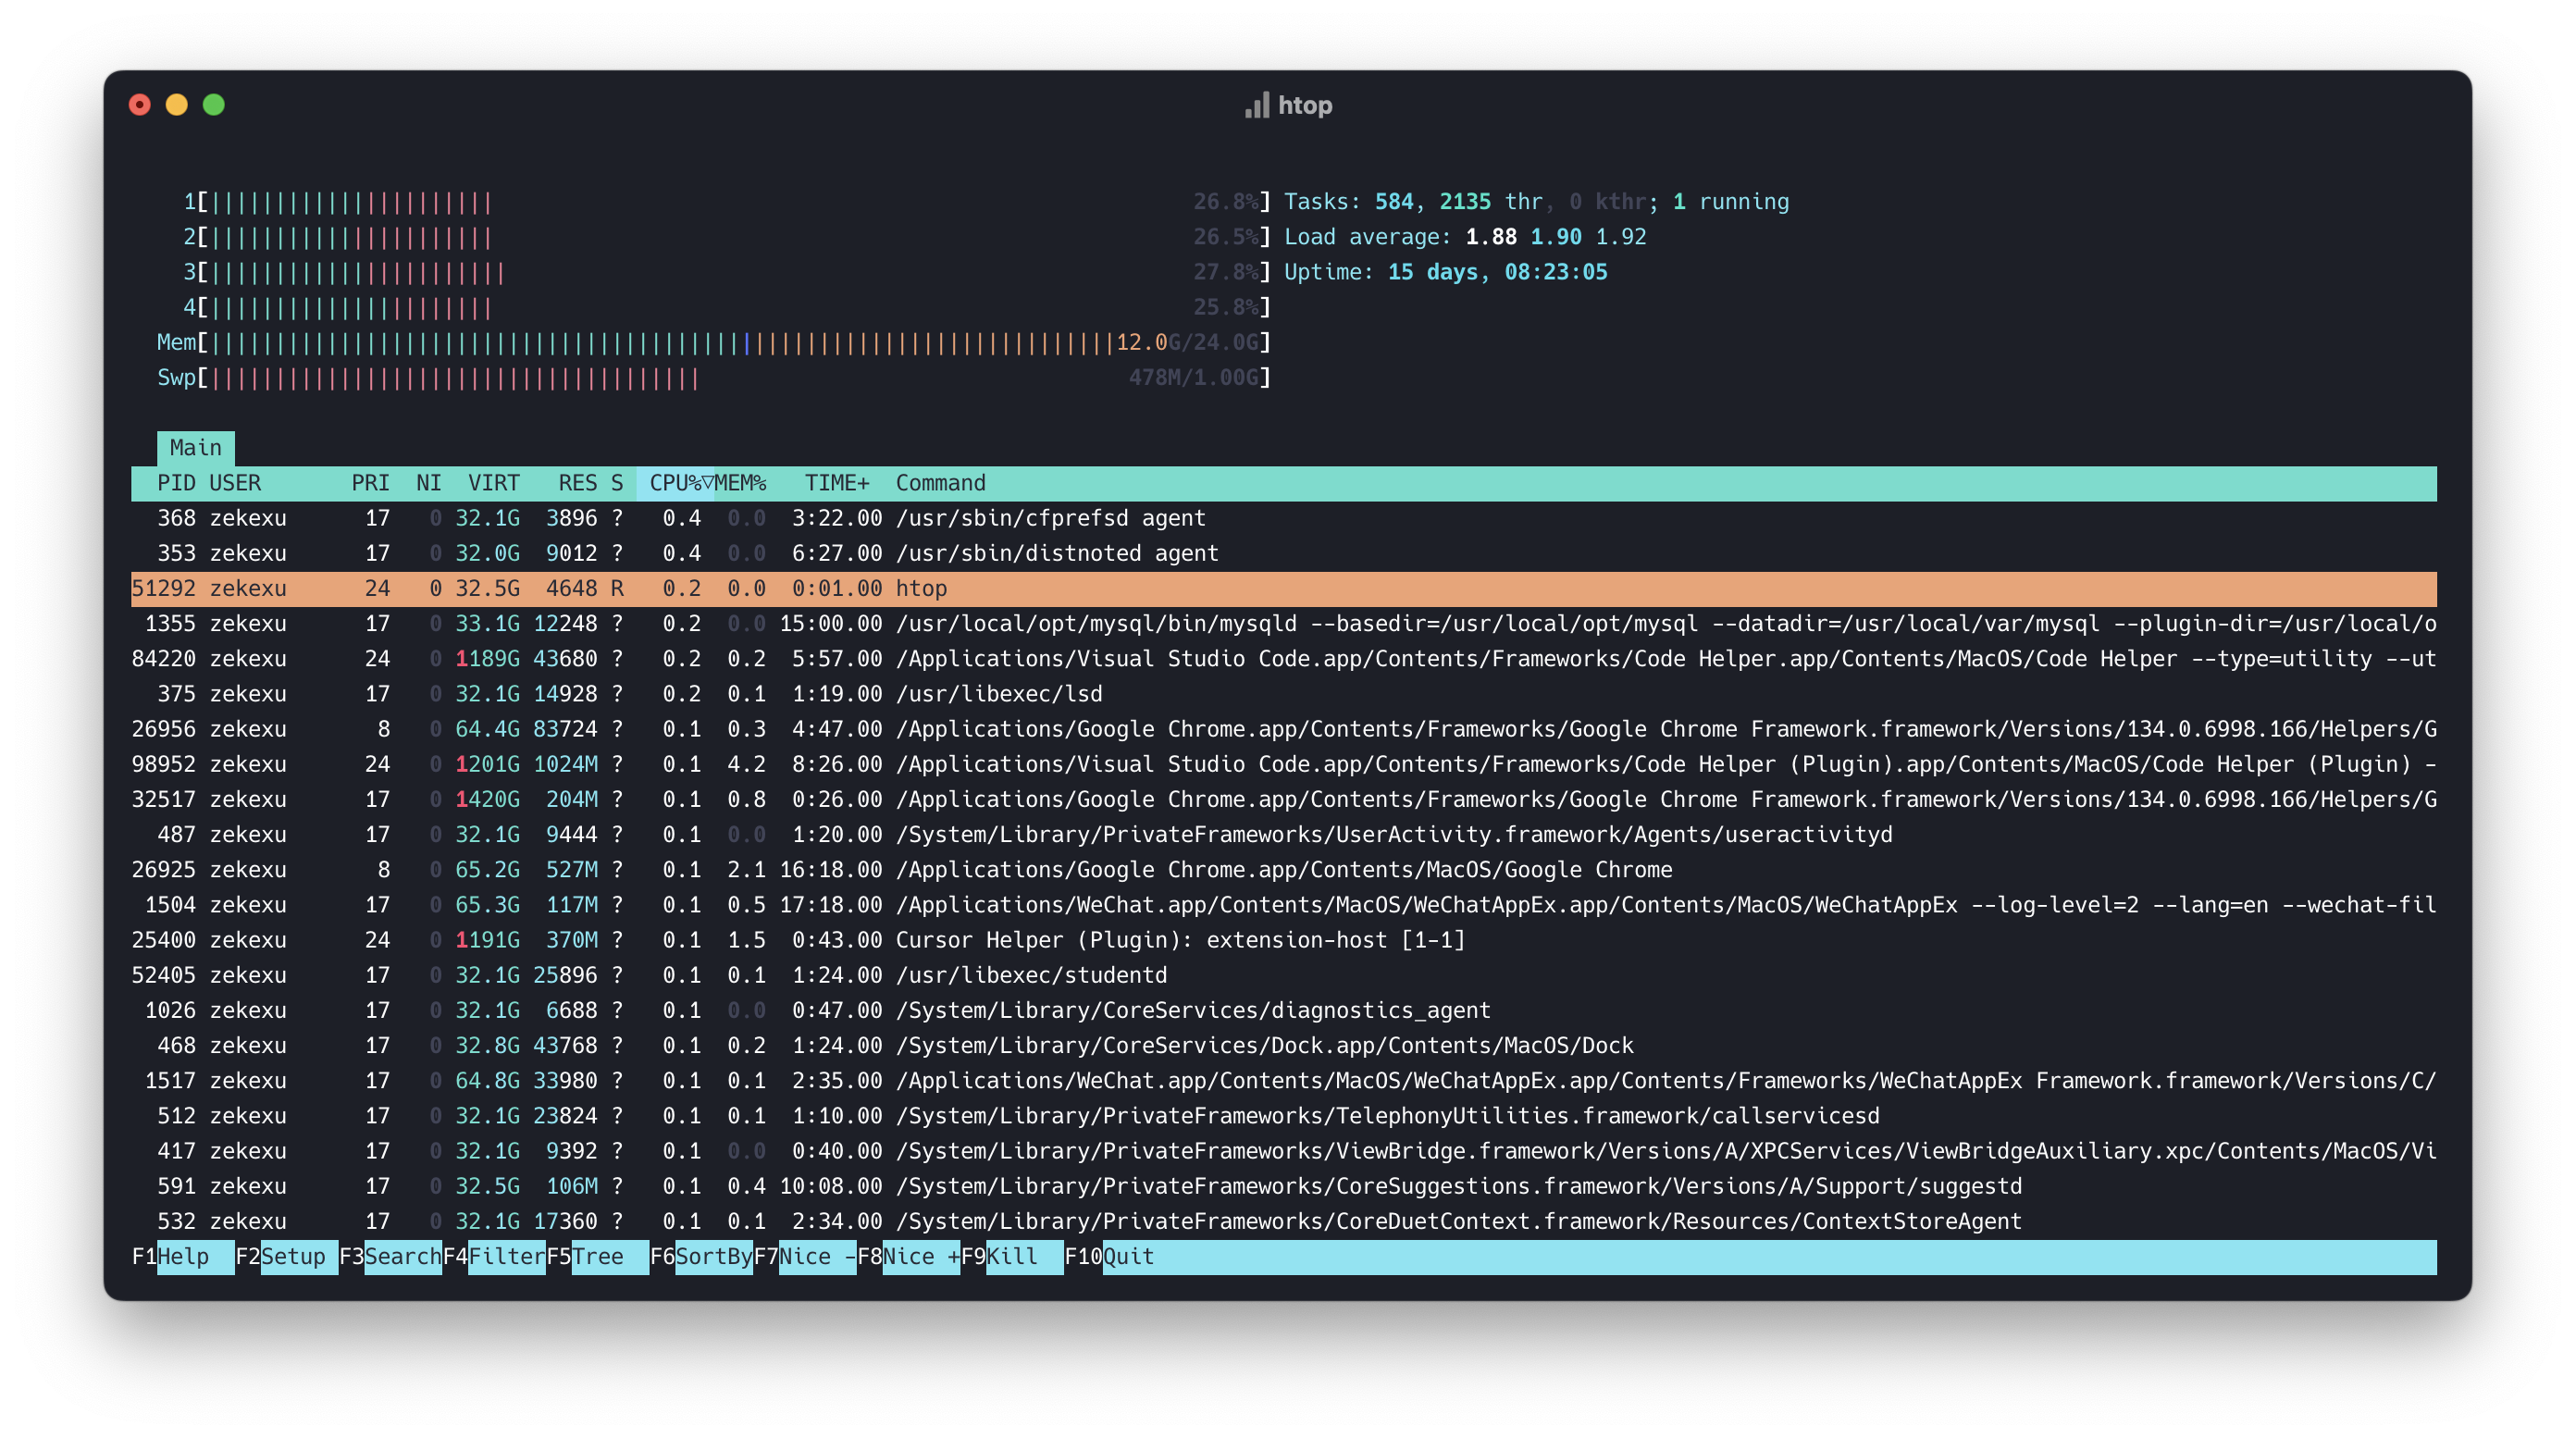 htop
1[||||||||||||||||||||||                                                      26.8%] Tasks: 584, 2135 thr, 0 kthr; 1 running
2[||||||||||||||||||||||                                                      26.5%] Load average: 1.88 1.90 1.92
3[|||||||||||||||||||||||                                                     27.8%] Uptime: 15 days, 08:23:05
4[||||||||||||||||||||||                                                      25.8%]
Mem[||||||||||||||||||||||||||||||||||||||||||||||||||||||||||||||||||||||12.0G/24.0G]
Swp[||||||||||||||||||||||||||||||||||||||                                 478M/1.00G]
Main
PID USER PRI NI VIRT RES S CPU%▽MEM% TIME+ Command
368 zekexu 17 0 32.1G 3896 ? 0.4 0.0 3:22.00 /usr/sbin/cfprefsd agent
353 zekexu 17 0 32.0G 9012 ? 0.4 0.0 6:27.00 /usr/sbin/distnoted agent
51292 zekexu 24 0 32.5G 4648 R 0.2 0.0 0:01.00 htop
1355 zekexu 17 0 33.1G 12248 ? 0.2 0.0 15:00.00 /usr/local/opt/mysql/bin/mysqld --basedir=/usr/local/opt/mysql --datadir=/usr/local/var/mysql --plugin-dir=/usr/local/o
84220 zekexu 24 0 1189G 43680 ? 0.2 0.2 5:57.00 /Applications/Visual Studio Code.app/Contents/Frameworks/Code Helper.app/Contents/MacOS/Code Helper --type=utility --ut
375 zekexu 17 0 32.1G 14928 ? 0.2 0.1 1:19.00 /usr/libexec/lsd
26956 zekexu 8 0 64.4G 83724 ? 0.1 0.3 4:47.00 /Applications/Google Chrome.app/Contents/Frameworks/Google Chrome Framework.framework/Versions/134.0.6998.166/Helpers/G
98952 zekexu 24 0 1201G 1024M ? 0.1 4.2 8:26.00 /Applications/Visual Studio Code.app/Contents/Frameworks/Code Helper (Plugin).app/Contents/MacOS/Code Helper (Plugin) -
32517 zekexu 17 0 1420G 204M ? 0.1 0.8 0:26.00 /Applications/Google Chrome.app/Contents/Frameworks/Google Chrome Framework.framework/Versions/134.0.6998.166/Helpers/G
487 zekexu 17 0 32.1G 9444 ? 0.1 0.0 1:20.00 /System/Library/PrivateFrameworks/UserActivity.framework/Agents/useractivityd
26925 zekexu 8 0 65.2G 527M ? 0.1 2.1 16:18.00 /Applications/Google Chrome.app/Contents/MacOS/Google Chrome
1504 zekexu 17 0 65.3G 117M ? 0.1 0.5 17:18.00 /Applications/WeChat.app/Contents/MacOS/WeChatAppEx.app/Contents/MacOS/WeChatAppEx --log-level=2 --lang=en --wechat-fil
25400 zekexu 24 0 1191G 370M ? 0.1 1.5 0:43.00 Cursor Helper (Plugin): extension-host [1-1]
52405 zekexu 17 0 32.1G 25896 ? 0.1 0.1 1:24.00 /usr/libexec/studentd
1026 zekexu 17 0 32.1G 6688 ? 0.1 0.0 0:47.00 /System/Library/CoreServices/diagnostics_agent
468 zekexu 17 0 32.8G 43768 ? 0.1 0.2 1:24.00 /System/Library/CoreServices/Dock.app/Contents/MacOS/Dock
1517 zekexu 17 0 64.8G 33980 ? 0.1 0.1 2:35.00 /Applications/WeChat.app/Contents/MacOS/WeChatAppEx.app/Contents/Frameworks/WeChatAppEx Framework.framework/Versions/C/
512 zekexu 17 0 32.1G 23824 ? 0.1 0.1 1:10.00 /System/Library/PrivateFrameworks/TelephonyUtilities.framework/callservicesd
417 zekexu 17 0 32.1G 9392 ? 0.1 0.0 0:40.00 /System/Library/PrivateFrameworks/ViewBridge.framework/Versions/A/XPCServices/ViewBridgeAuxiliary.xpc/Contents/MacOS/Vi
591 zekexu 17 0 32.5G 106M ? 0.1 0.4 10:08.00 /System/Library/PrivateFrameworks/CoreSuggestions.framework/Versions/A/Support/suggestd
532 zekexu 17 0 32.1G 17360 ? 0.1 0.1 2:34.00 /System/Library/PrivateFrameworks/CoreDuetContext.framework/Resources/ContextStoreAgent
F1Help F2Setup F3SearchF4FilterF5Tree F6SortByF7Nice -F8Nice +F9Kill F10Quit